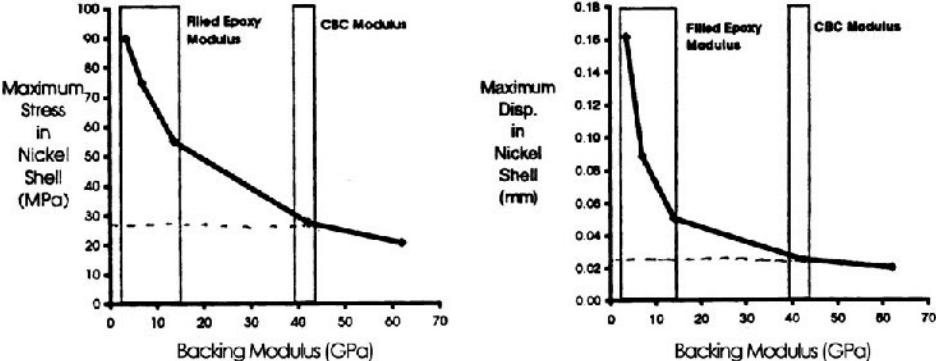 100
90
80
70
60
50
40
30
20
10
0
Maximum
Stress
in
Nickel
Shell
(MPa)
Filled Epoxy
Modulus
CBC Modulus
0 10 20 30 40 50 60 70
Backing Modulus (GPa)
0.18
0.16
0.14
0.12
0.10
0.08
0.06
0.04
0.02
0.00
Maximum
Disp.
in
Nickel
Shell
(mm)
Filled Epoxy
Modulus
CBC Modulus
0 10 20 30 40 50 60 70
Backing Modulus (GPa)